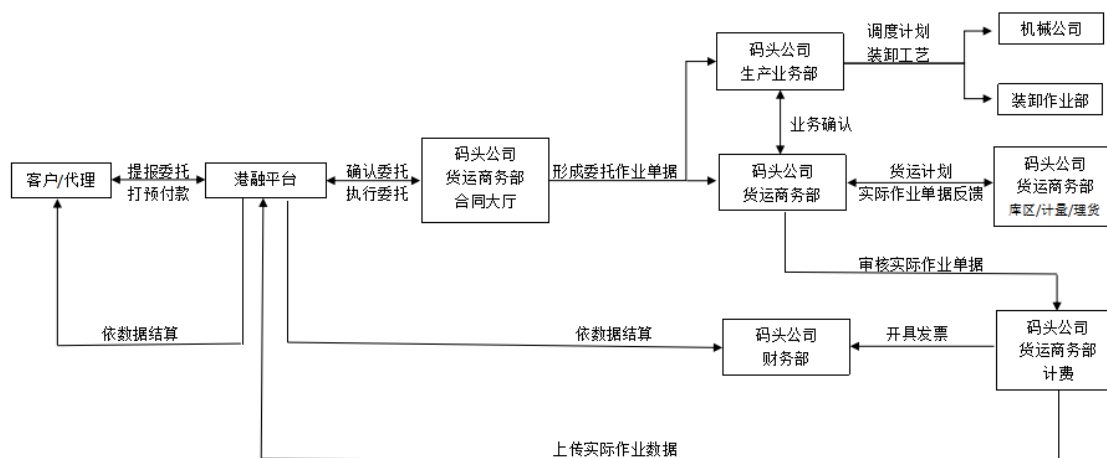 码头公司
生产业务部
调度计划
装卸工艺
机械公司
装卸作业部
业务确认
客户/代理
提报委托
打预付款
港融平台
确认委托
执行委托
码头公司
货运商务部
合同大厅
形成委托作业单据
码头公司
货运商务部
货运计划
实际作业单据反馈
码头公司
货运商务部
库区/计量/理货
审核实际作业单据
依数据结算
依数据结算
码头公司
财务部
开具发票
码头公司
货运商务部
计费
上传实际作业数据